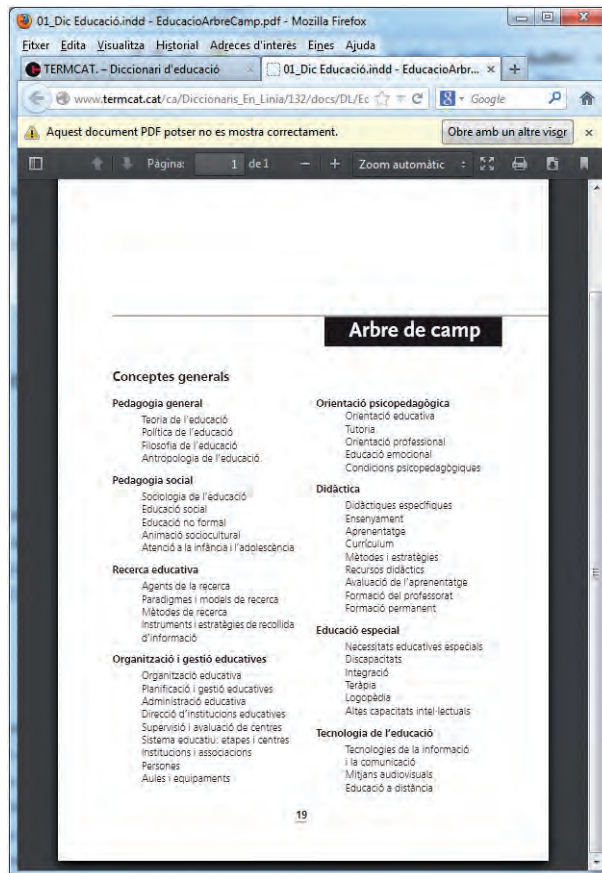 01_Dic Educació.indd - EducacioArbreCamp.pdf - Mozilla Firefox
Fitxer Edita Visualitza Historial Adreces d'interès Eines Ajuda
TERMCAT. – Diccionari d'educació
01_Dic Educació.indd - EducacioArbr... × +
www.termcat.cat/ca/Diccionaris_En_Linia/132/docs/DL/Ec
Google
Aquest document PDF potser no es mostra correctament.
Obre amb un altre visor ×
Pàgina: 1 de 1 − + Zoom automàtic
Arbre de camp
Conceptes generals
Pedagogia general
Teoria de l'educació
Política de l'educació
Filosofia de l'educació
Antropologia de l'educació
Pedagogia social
Sociologia de l'educació
Educació social
Educació no formal
Animació sociocultural
Atenció a la infància i l'adolescència
Recerca educativa
Agents de la recerca
Paradigmes i models de recerca
Mètodes de recerca
Instruments i estratègies de recollida
d'informació
Organització i gestió educatives
Organització educativa
Planificació i gestió educatives
Administració educativa
Direcció d'institucions educatives
Supervisió i avaluació de centres
Sistema educatiu: etapes i centres
Institucions i associacions
Persones
Aules i equipaments
Orientació psicopedagògica
Orientació educativa
Tutoria
Orientació professional
Educació emocional
Condicions psicopedagògiques
Didàctica
Didàctiques específiques
Ensenyament
Aprenentatge
Currículum
Mètodes i estratègies
Recursos didàctics
Avaluació de l'aprenentatge
Formació del professorat
Formació permanent
Educació especial
Necessitats educatives especials
Discapacitats
Integració
Teràpia
Logopèdia
Altes capacitats intel·lectuals
Tecnologia de l'educació
Tecnologies de la informació
i la comunicació
Mitjans audiovisuals
Educació a distància
19